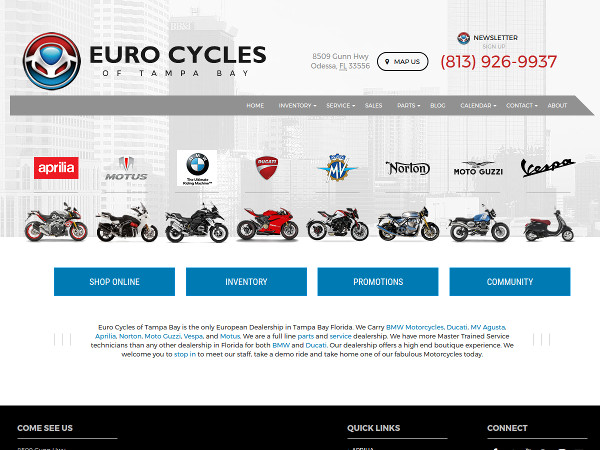 EURO CYCLES
OF TAMPA BAY
8509 Gunn Hwy
Odessa, FL 33556
MAP US
NEWSLETTER
SIGN UP
(813) 926-9937
HOME INVENTORY SERVICE SALES PARTS BLOG CALENDAR CONTACT ABOUT
aprilia
MOTUS
BMW
The Ultimate
Riding Machine™
DUCATI
MV
Norton
MOTO GUZZI
Vespa
SHOP ONLINE
INVENTORY
PROMOTIONS
COMMUNITY
Euro Cycles of Tampa Bay is the only European Dealership in Tampa Bay Florida. We Carry BMW Motorcycles, Ducati, MV Agusta,
Aprilia, Norton, Moto Guzzi, Vespa, and Motus. We are a full line parts and service dealership. We have more Master Trained Service
technicians than any other dealership in Florida for both BMW and Ducati. Our dealership offers a high end boutique experience. We
welcome you to stop in to meet our staff, take a demo ride and take home one of our fabulous Motorcycles today.
COME SEE US
QUICK LINKS
CONNECT
8509 Gunn Hwy
APRILIA